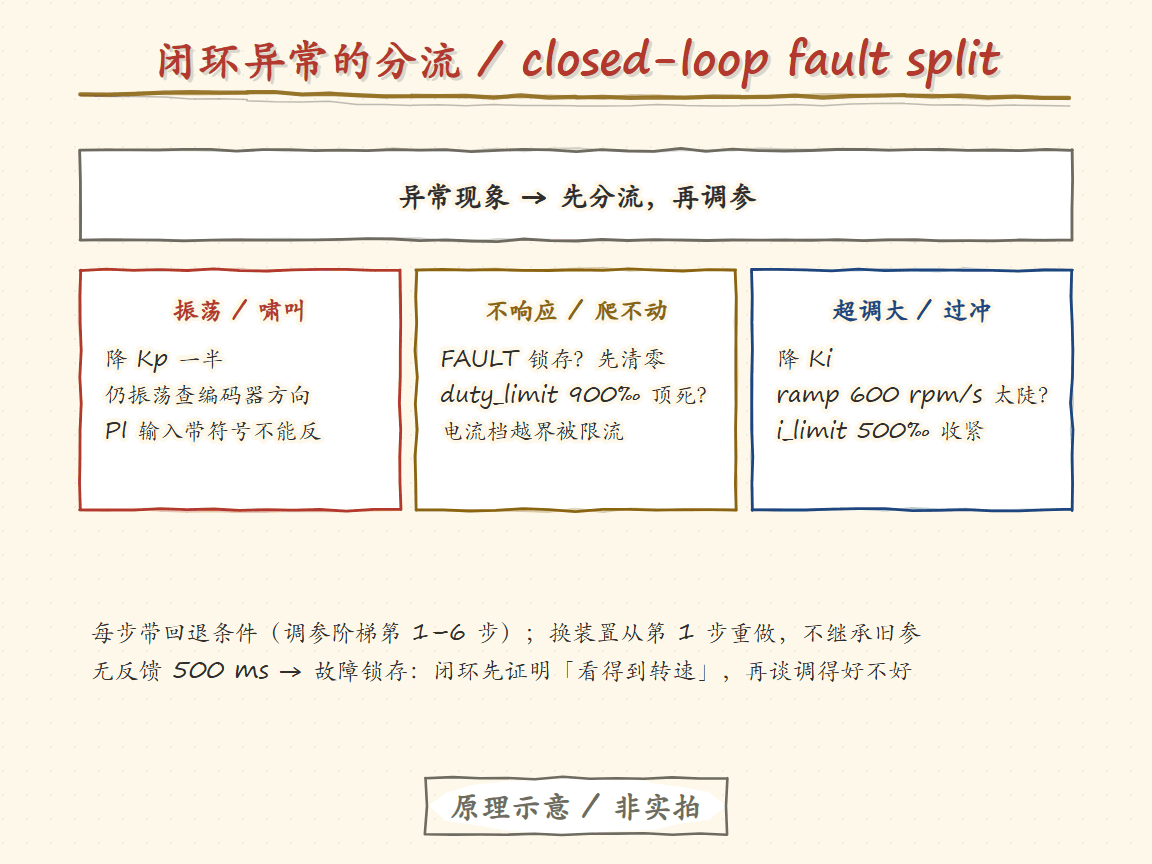 闭环异常的分流 / closed-loop fault split
异常现象 → 先分流，再调参
振荡 / 啸叫
降 Kp 一半
仍振荡查编码器方向
PI 输入带符号不能反
不响应 / 爬不动
FAULT 锁存？先清零
duty_limit 900‰ 顶死？
电流档越界被限流
超调大 / 过冲
降 Ki
ramp 600 rpm/s 太陡？
i_limit 500‰ 收紧
每步带回退条件（调参阶梯第 1–6 步）；换装置从第 1 步重做，不继承旧参
无反馈 500 ms → 故障锁存：闭环先证明「看得到转速」，再谈调得好不好
原理示意 / 非实拍